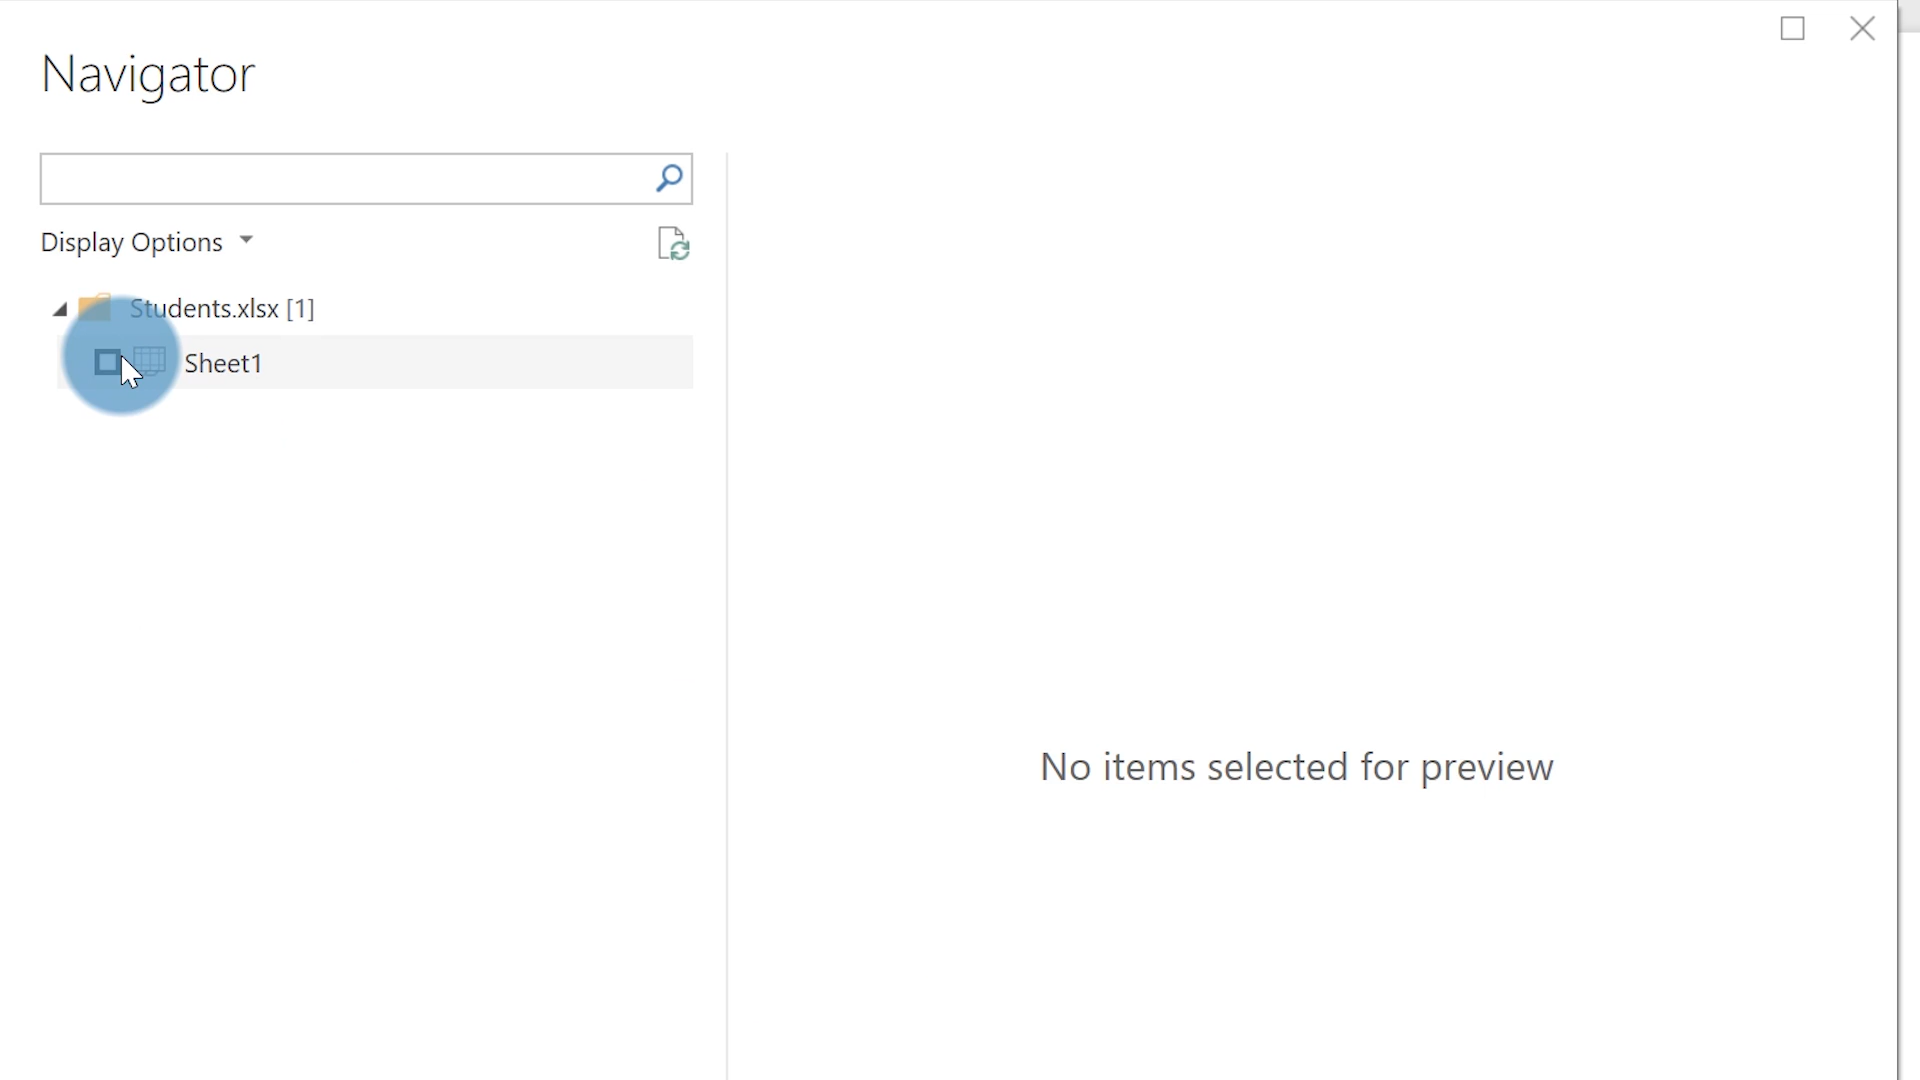 Navigator
Display Options
Students.xlsx [1]
Sheet1
No items selected for preview